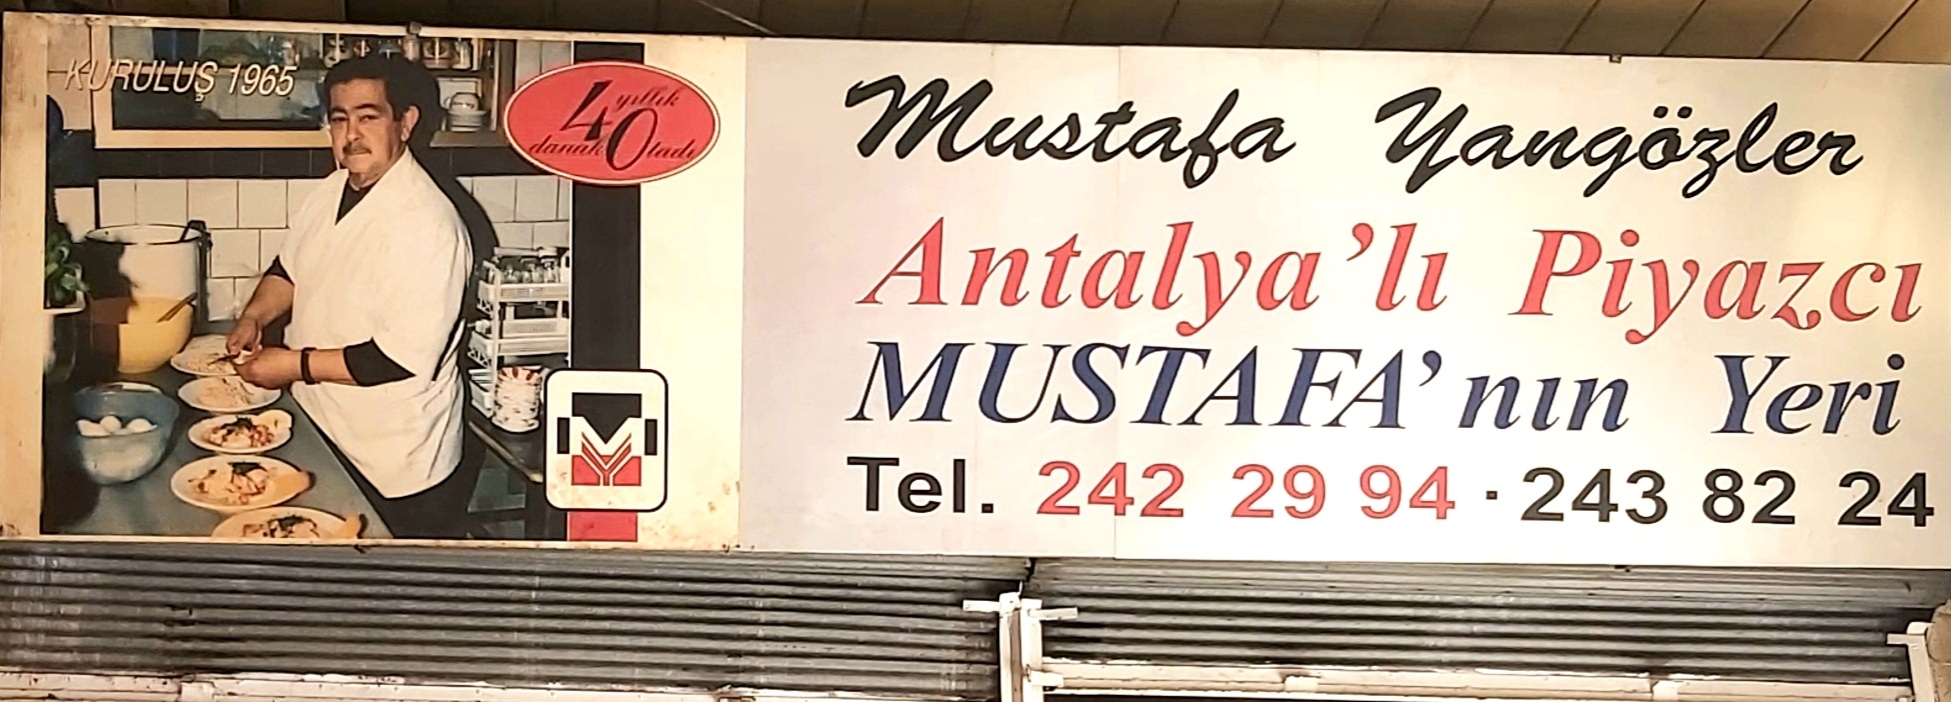 KURULUŞ 1965
40 yıllık
damak tadı
Mustafa Yangözler
Antalya'lı Piyazcı
MUSTAFA'nın Yeri
Tel. 242 29 94 · 243 82 24
MY